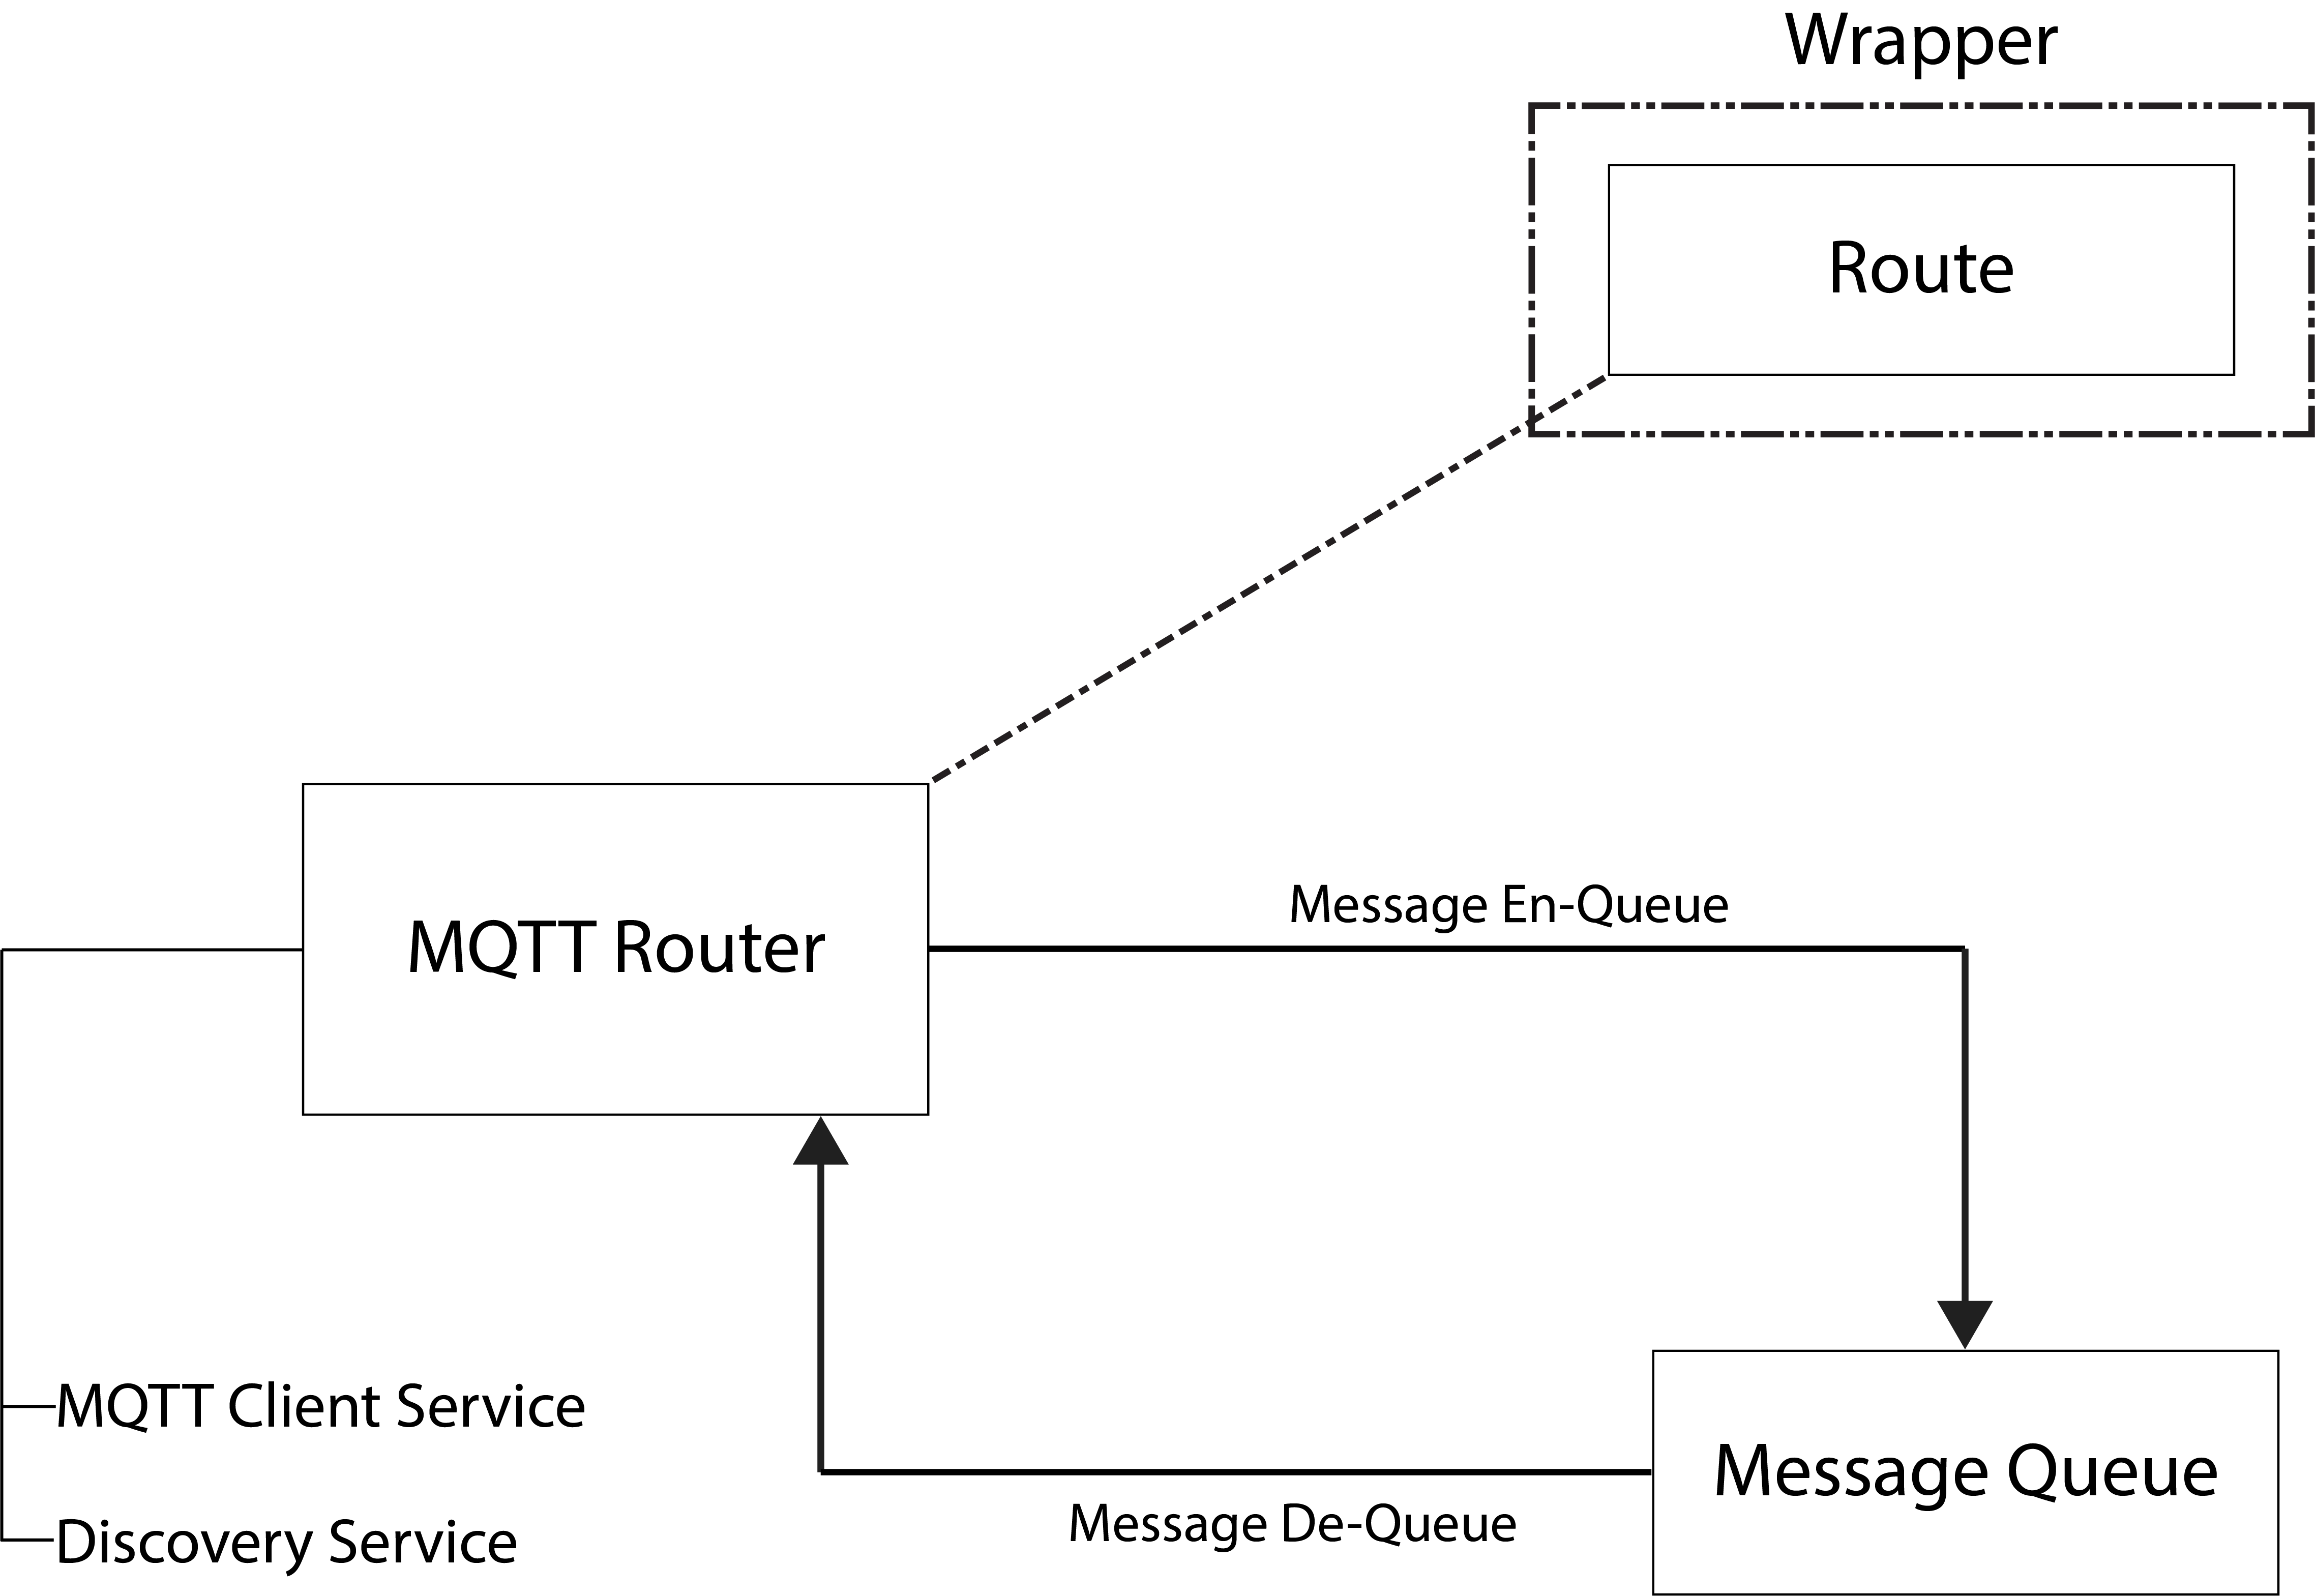 Wrapper
Route
Message En-Queue
MQTT Router
MQTT Client Service
Message Queue
Message De-Queue
Discovery Service